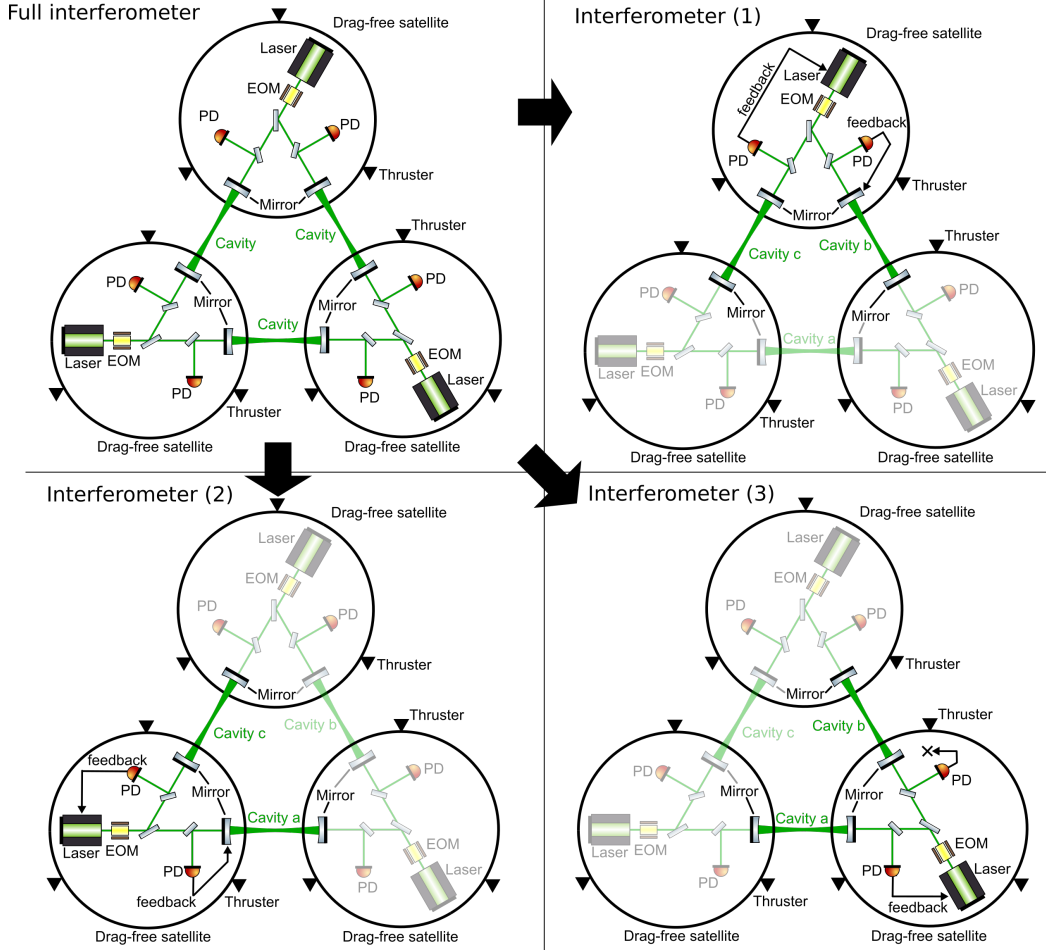 Full interferometer
Drag-free satellite
Laser
EOM
PD
PD
Thruster
Mirror
Thruster
Cavity
Cavity
PD
PD
Mirror
Mirror
Cavity
Laser
EOM
EOM
Laser
PD
PD
Thruster
Drag-free satellite
Drag-free satellite
Interferometer (1)
Drag-free satellite
Laser
feedback
EOM
feedback
PD
PD
Thruster
Mirror
Thruster
Cavity c
Cavity b
PD
PD
Mirror
Mirror
Cavity a
Laser
EOM
EOM
Laser
PD
PD
Thruster
Drag-free satellite
Drag-free satellite
Interferometer (2)
Drag-free satellite
Laser
EOM
PD
PD
Thruster
Mirror
Thruster
Cavity c
Cavity b
feedback
PD
PD
Mirror
Mirror
Cavity a
Laser
EOM
EOM
Laser
PD
PD
feedback
Thruster
Drag-free satellite
Drag-free satellite
Interferometer (3)
Drag-free satellite
Laser
EOM
PD
PD
Thruster
Mirror
Thruster
Cavity c
Cavity b
PD
PD
Mirror
Mirror
Cavity a
Laser
EOM
EOM
Laser
PD
PD
feedback
Thruster
Drag-free satellite
Drag-free satellite